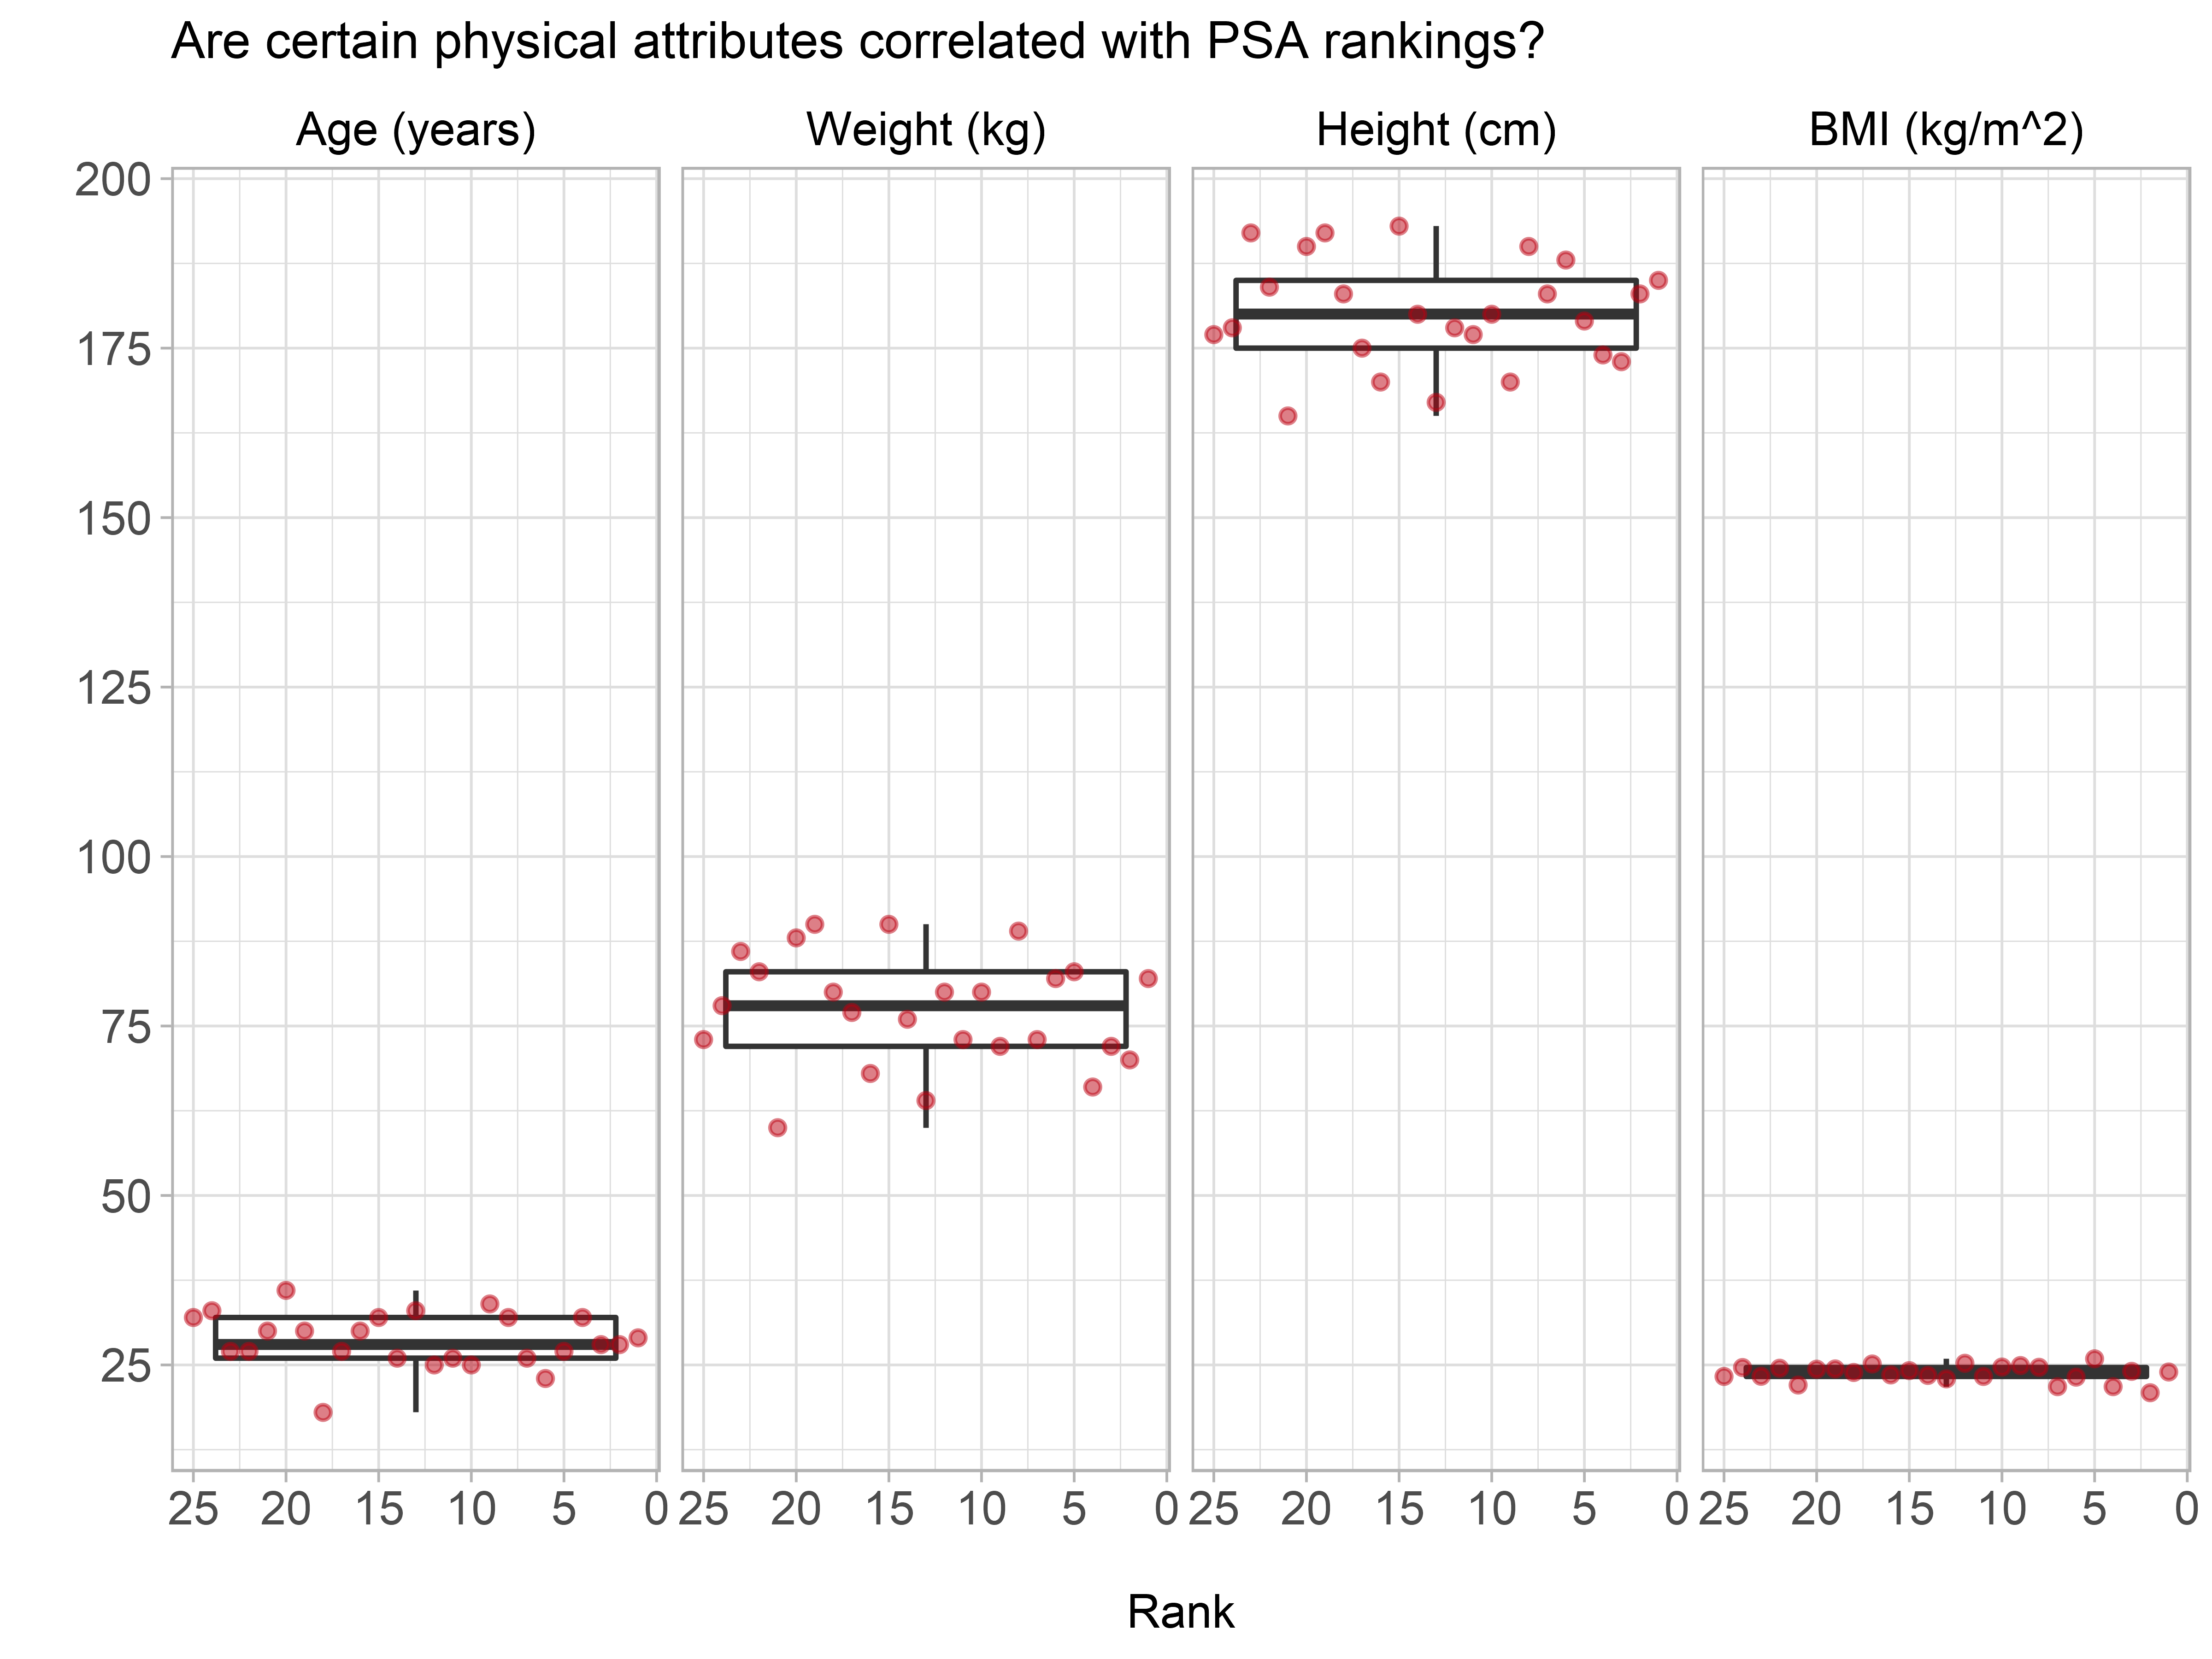 Are certain physical attributes correlated with PSA rankings?
Age (years) Weight (kg) Height (cm) BMI (kg/m^2)
200
175
150
125
100
75
50
25
25 20 15 10 5 0 25 20 15 10 5 0 25 20 15 10 5 0 25 20 15 10 5 0
Rank